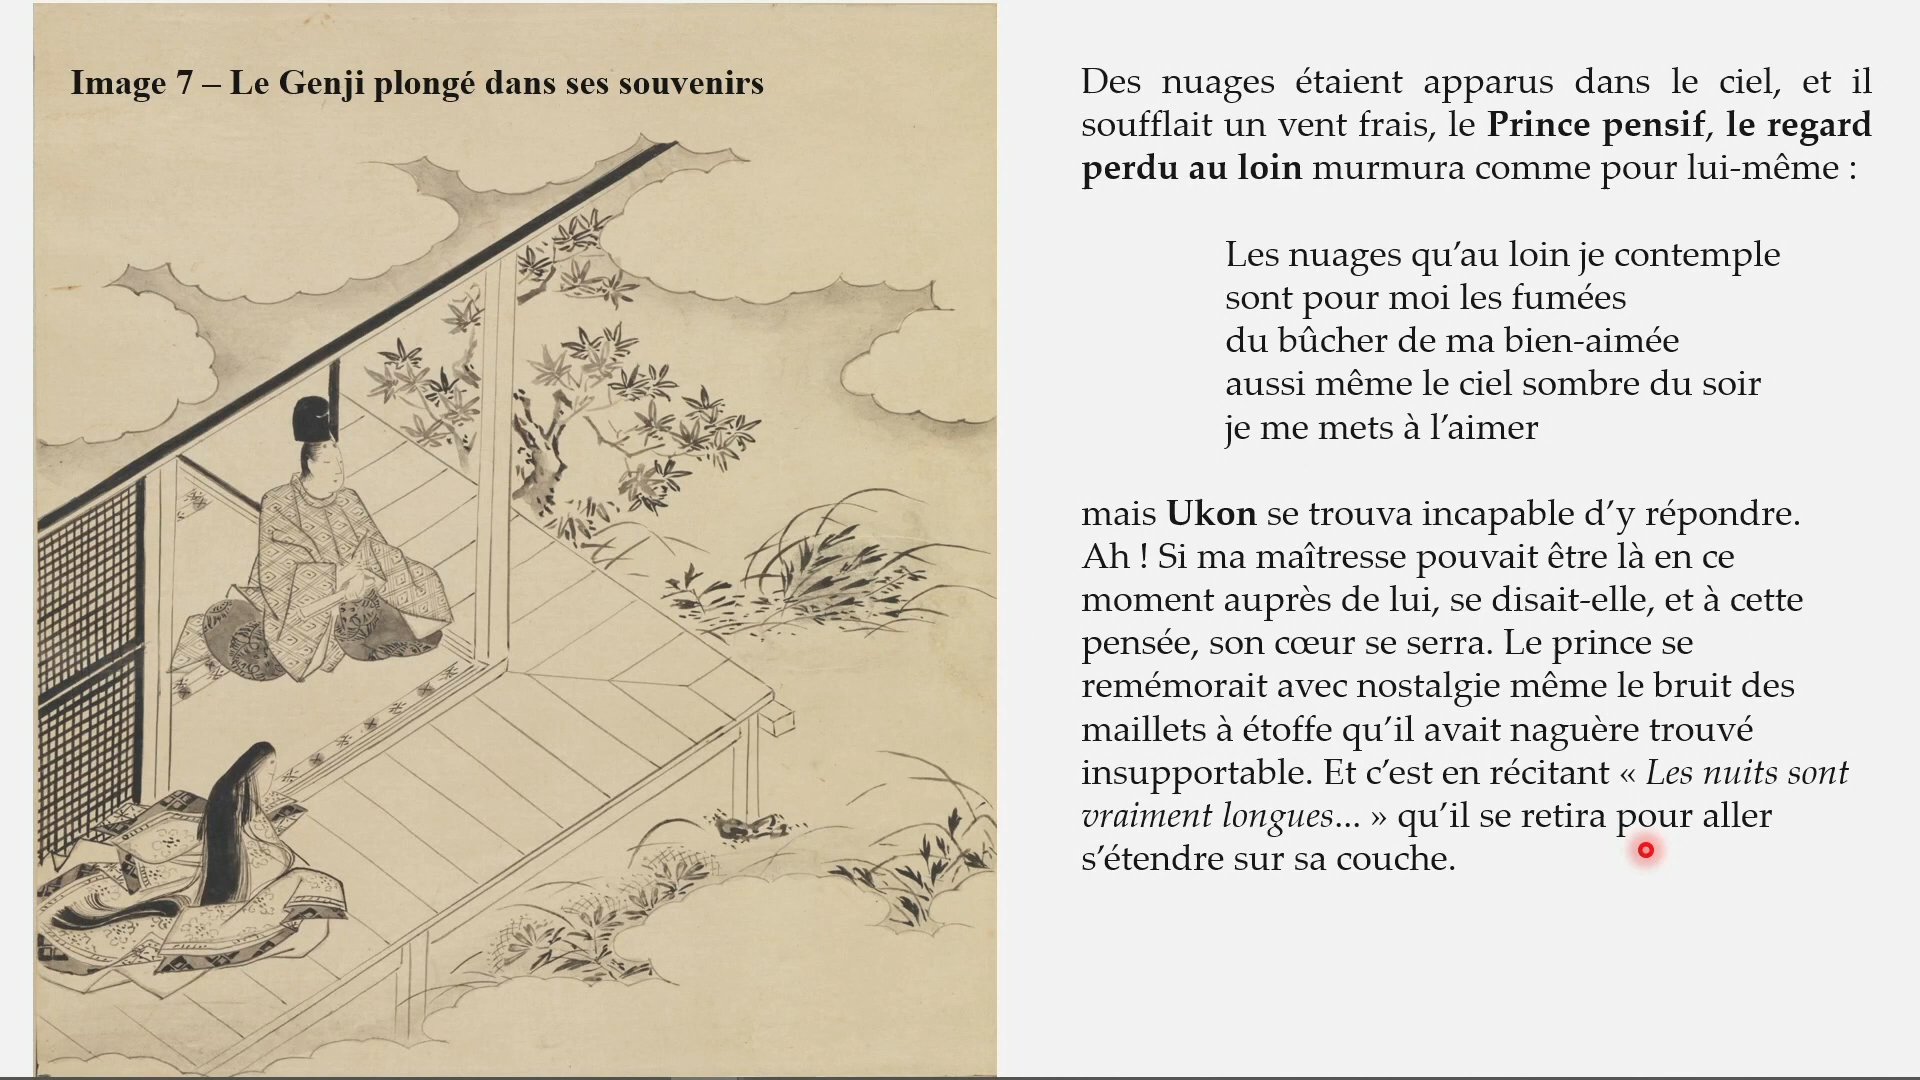 Image 7 – Le Genji plongé dans ses souvenirs
Des nuages étaient apparus dans le ciel, et il
soufflait un vent frais, le Prince pensif, le regard
perdu au loin murmura comme pour lui-même :
Les nuages qu’au loin je contemple
sont pour moi les fumées
du bûcher de ma bien-aimée
aussi même le ciel sombre du soir
je me mets à l’aimer
mais Ukon se trouva incapable d’y répondre.
Ah ! Si ma maîtresse pouvait être là en ce
moment auprès de lui, se disait-elle, et à cette
pensée, son cœur se serra. Le prince se
remémorait avec nostalgie même le bruit des
maillets à étoffe qu’il avait naguère trouvé
insupportable. Et c’est en récitant « Les nuits sont
vraiment longues... » qu’il se retira pour aller
s’étendre sur sa couche.